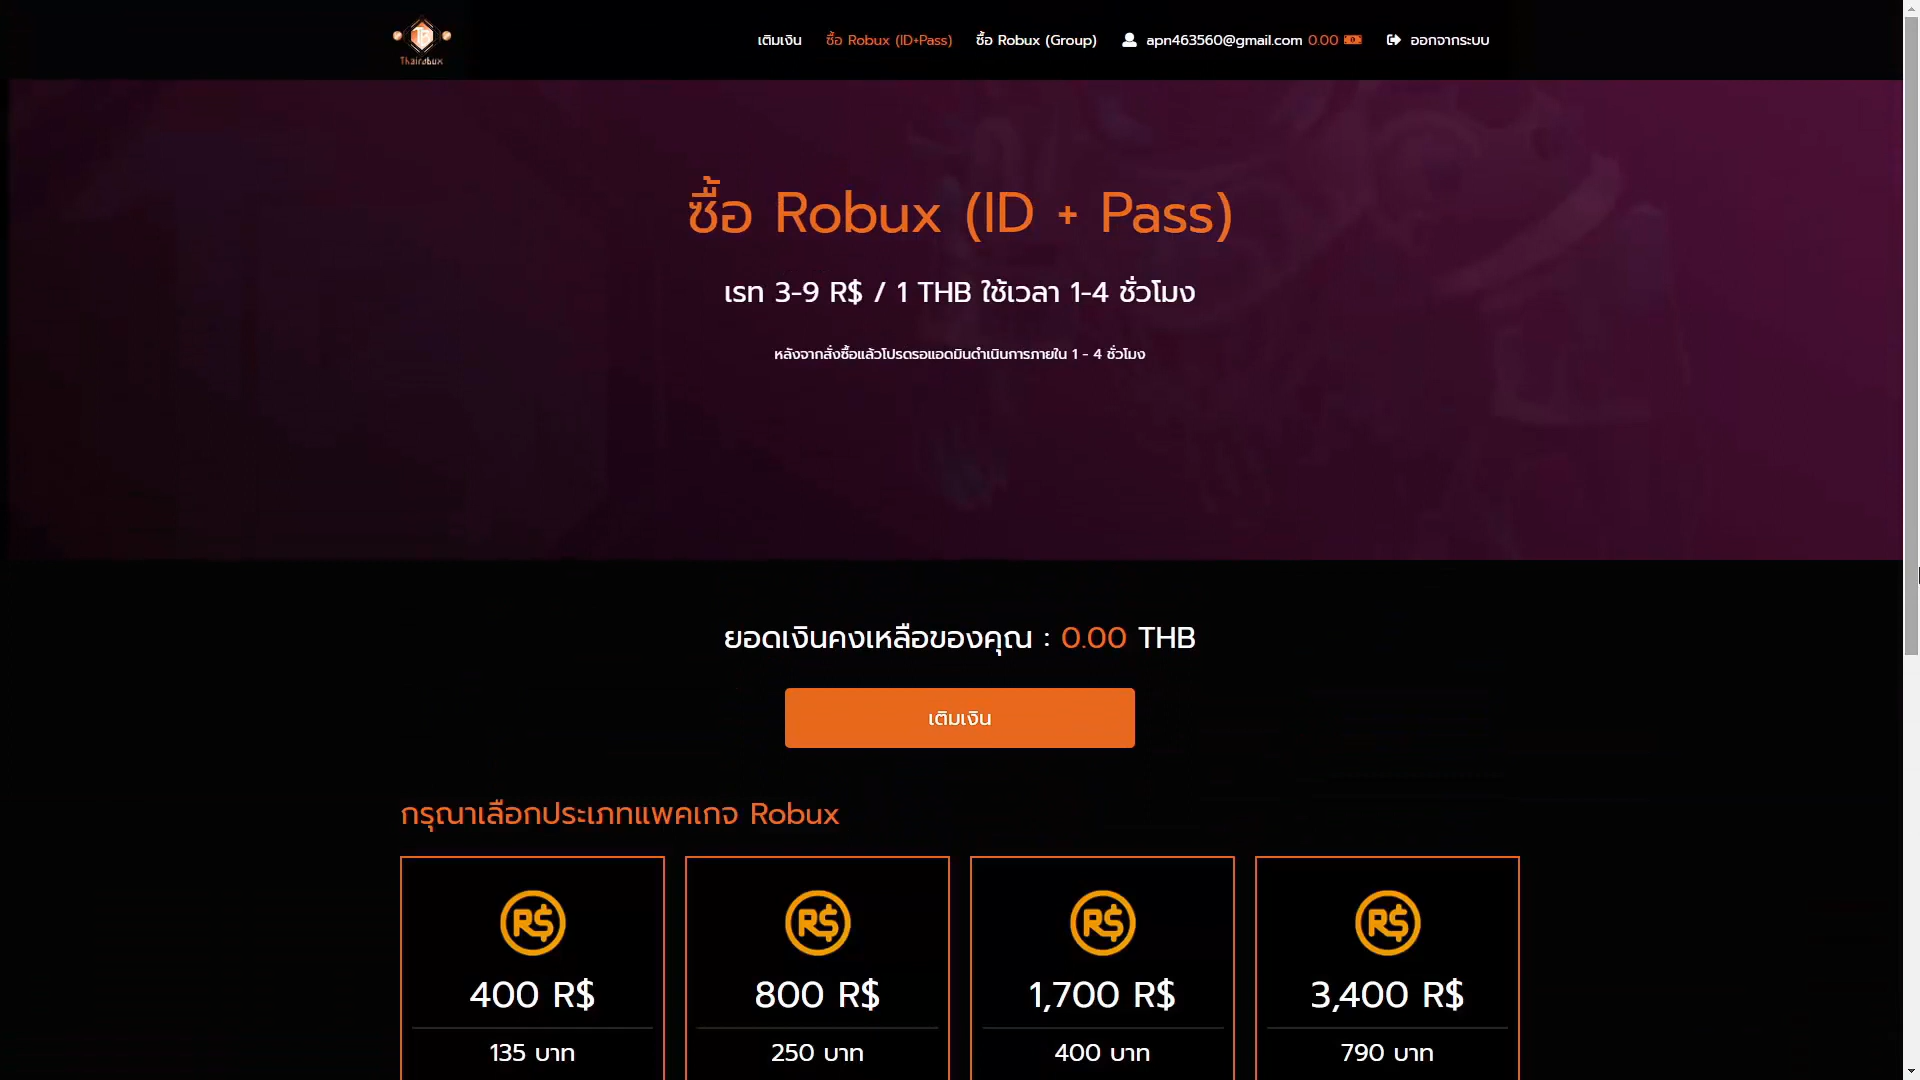 Thairobux
เติมเงิน
ซื้อ Robux (ID+Pass)
ซื้อ Robux (Group)
apn463560@gmail.com 0.00
ออกจากระบบ
ซื้อ Robux (ID + Pass)
เรท 3-9 R$ / 1 THB ใช้เวลา 1-4 ชั่วโมง
หลังจากสั่งซื้อแล้วโปรดรอแอดมินดำเนินการภายใน 1 - 4 ชั่วโมง
ยอดเงินคงเหลือของคุณ : 0.00 THB
เติมเงิน
กรุณาเลือกประเภทแพคเกจ Robux
R$ R$ R$ R$
400 R$ 800 R$ 1,700 R$ 3,400 R$
135 บาท 250 บาท 400 บาท 790 บาท